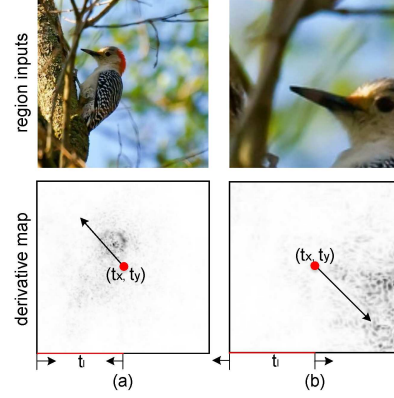 region inputs
derivative map
(tx, ty)
(tx, ty)
tl
tl
(a)
(b)